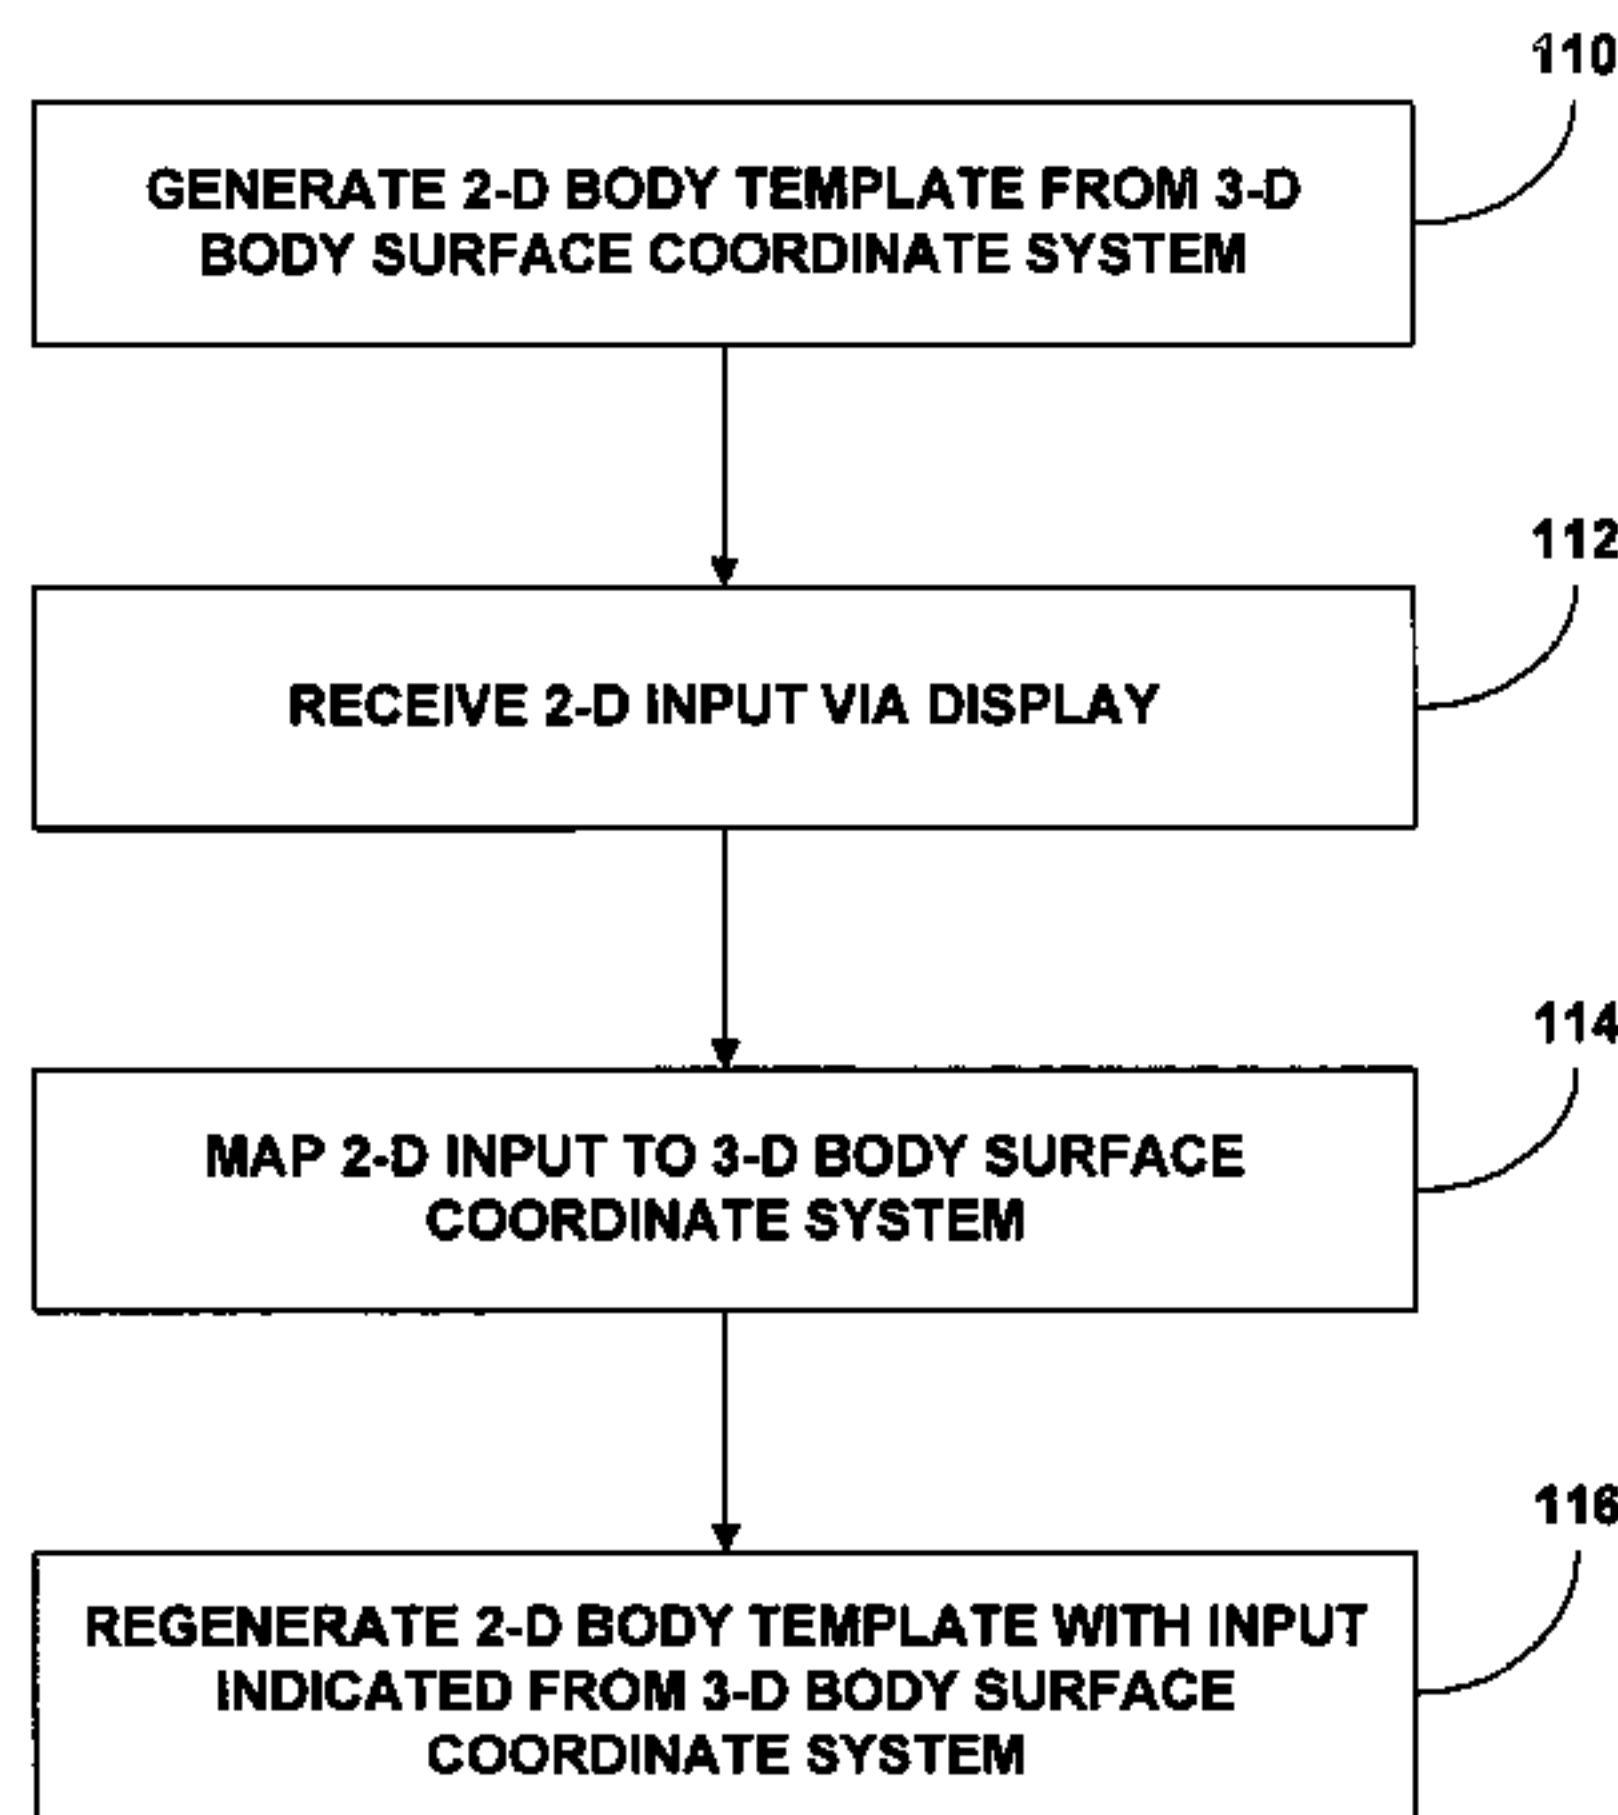 110
GENERATE 2-D BODY TEMPLATE FROM 3-D
BODY SURFACE COORDINATE SYSTEM
112
RECEIVE 2-D INPUT VIA DISPLAY
114
MAP 2-D INPUT TO 3-D BODY SURFACE
COORDINATE SYSTEM
116
REGENERATE 2-D BODY TEMPLATE WITH INPUT
INDICATED FROM 3-D BODY SURFACE
COORDINATE SYSTEM